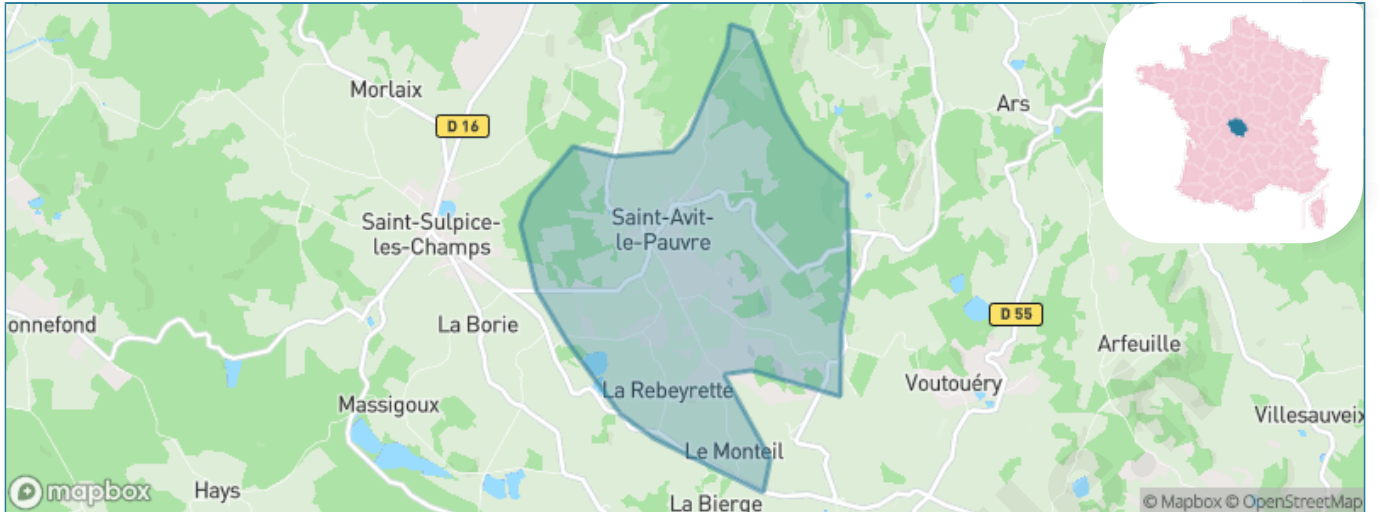 Morlaix
D 16
Ars
Saint-Sulpice-
les-Champs
Saint-Avit-
le-Pauvre
onnefond
La Borie
D 55
Arfeuille
Massigoux
La Rebeyrette
Voutouéry
Villesauveix
Le Monteil
Hays
La Bierge
mapbox
© Mapbox © OpenStreetMap